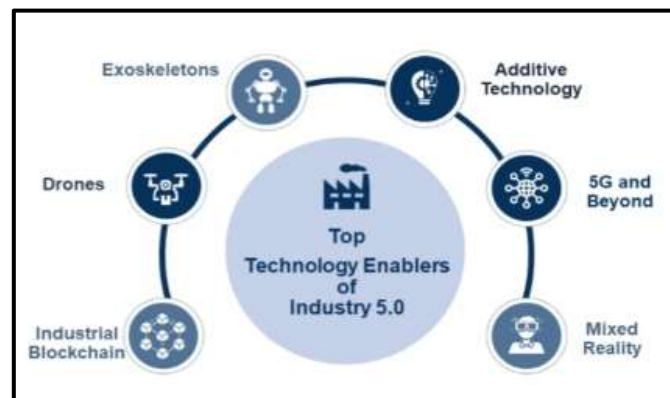 Exoskeletons
Additive
Technology
Drones
5G and
Beyond
Top
Technology Enablers
of
Industry 5.0
Industrial
Blockchain
Mixed
Reality